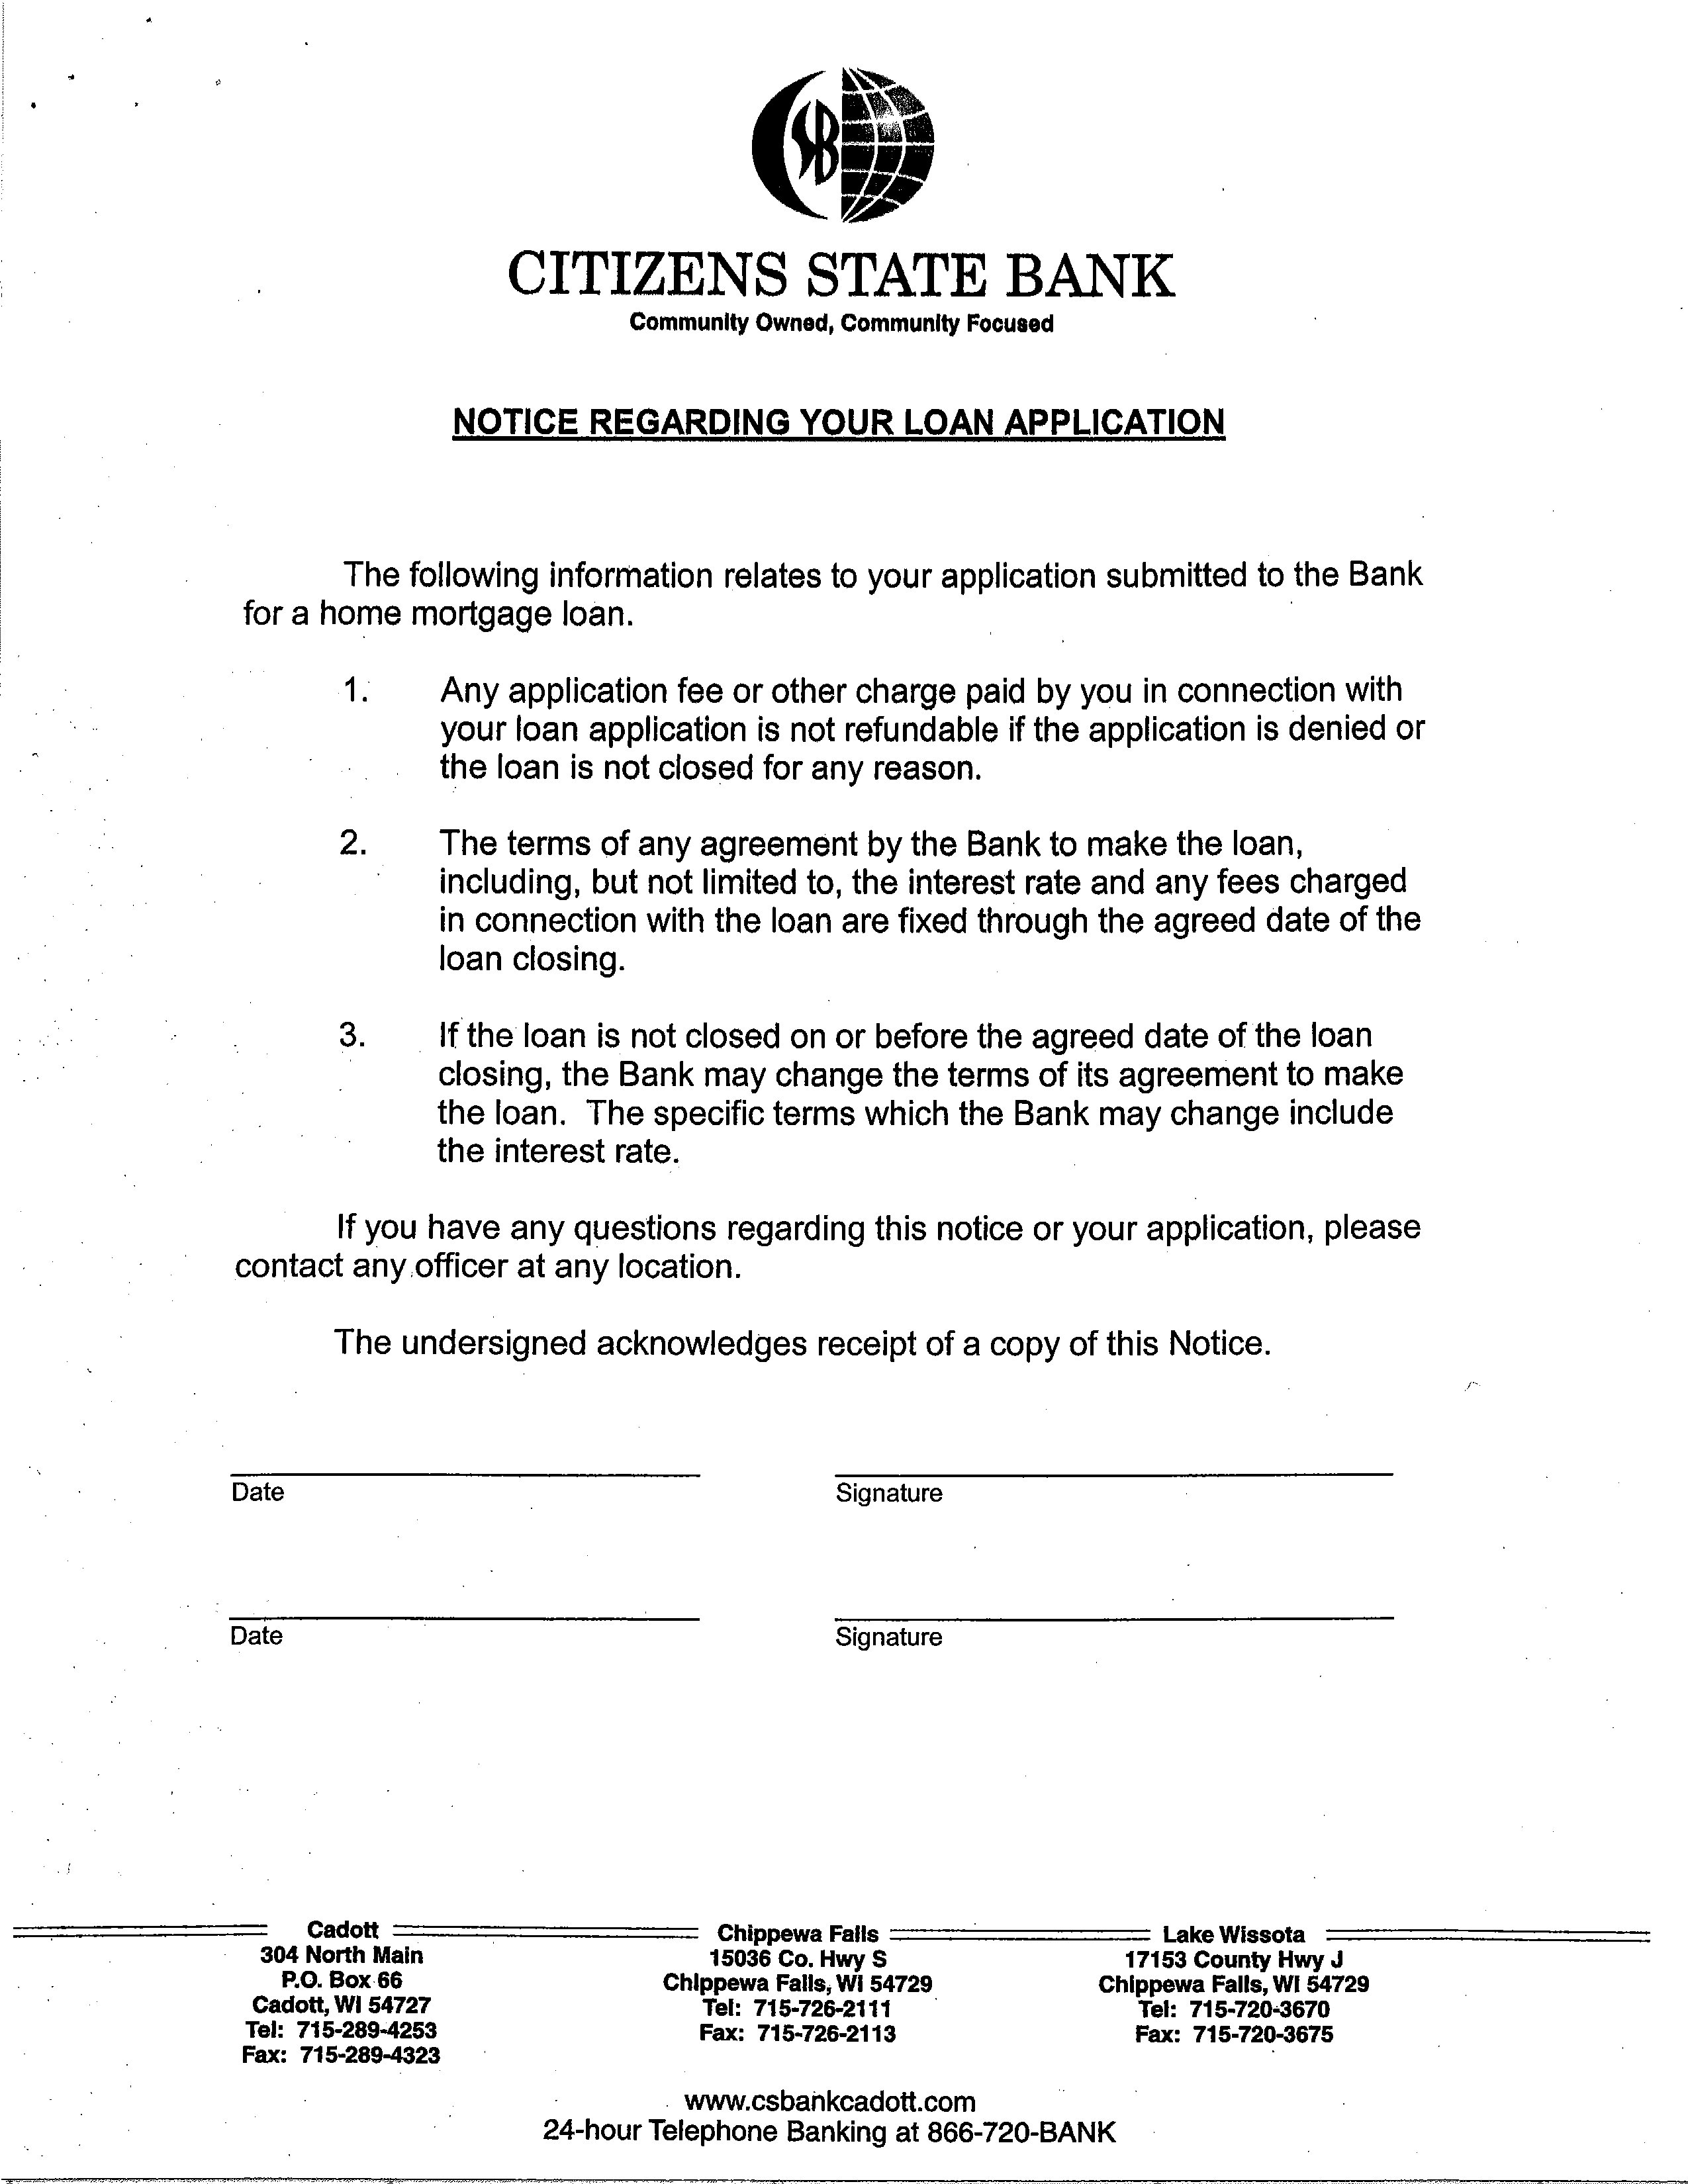 CSB
CITIZENS STATE BANK
Community Owned, Community Focused
NOTICE REGARDING YOUR LOAN APPLICATION
The following information relates to your application submitted to the Bank
for a home mortgage loan.
1. Any application fee or other charge paid by you in connection with
your loan application is not refundable if the application is denied or
the loan is not closed for any reason.
2. The terms of any agreement by the Bank to make the loan,
including, but not limited to, the interest rate and any fees charged
in connection with the loan are fixed through the agreed date of the
loan closing.
3. If the loan is not closed on or before the agreed date of the loan
closing, the Bank may change the terms of its agreement to make
the loan. The specific terms which the Bank may change include
the interest rate.
If you have any questions regarding this notice or your application, please
contact any officer at any location.
The undersigned acknowledges receipt of a copy of this Notice.
Date Signature
Date Signature
Cadott
304 North Main
P.O. Box 66
Cadott, WI 54727
Tel: 715-289-4253
Fax: 715-289-4323
Chippewa Falls
15036 Co. Hwy S
Chippewa Falls, WI 54729
Tel: 715-726-2111
Fax: 715-726-2113
Lake Wissota
17153 County Hwy J
Chippewa Falls, WI 54729
Tel: 715-720-3670
Fax: 715-720-3675
www.csbankcadott.com
24-hour Telephone Banking at 866-720-BANK